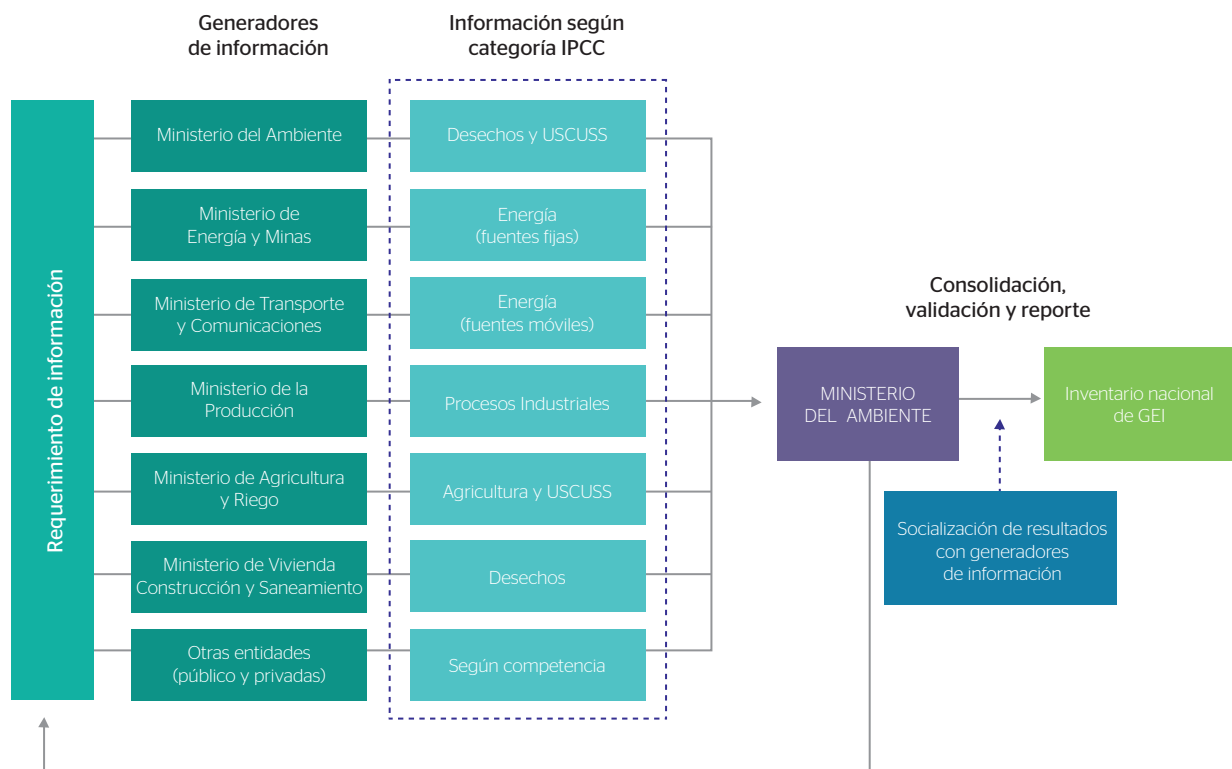 Generadores
de información
Información según
categoría IPCC
Requerimiento de información
Ministerio del Ambiente
Desechos y USCUSS
Ministerio de
Energía y Minas
Energía
(fuentes fijas)
Ministerio de Transporte
y Comunicaciones
Energía
(fuentes móviles)
Ministerio de la
Producción
Procesos Industriales
Ministerio de Agricultura
y Riego
Agricultura y USCUSS
Ministerio de Vivienda
Construcción y Saneamiento
Desechos
Otras entidades
(público y privadas)
Según competencia
Consolidación,
validación y reporte
MINISTERIO
DEL AMBIENTE
Inventario nacional
de GEI
Socialización de resultados
con generadores
de información